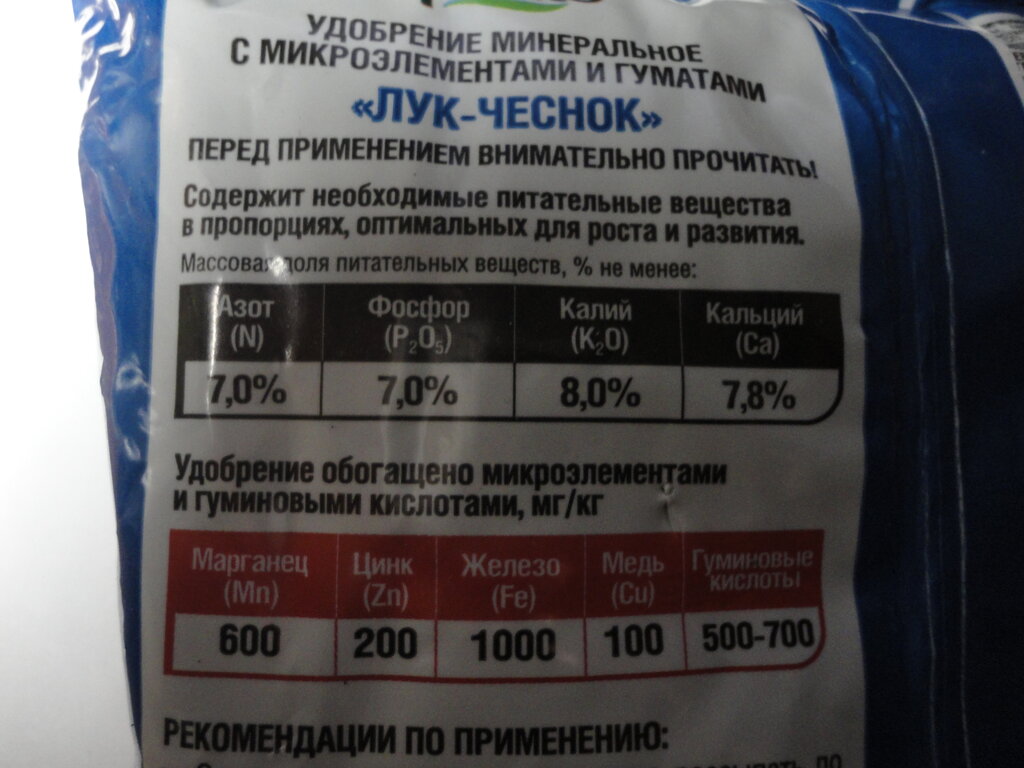 УДОБРЕНИЕ МИНЕРАЛЬНОЕ
С МИКРОЭЛЕМЕНТАМИ И ГУМАТАМИ
«ЛУК-ЧЕСНОК»
ПЕРЕД ПРИМЕНЕНИЕМ ВНИМАТЕЛЬНО ПРОЧИТАТЬ!
Содержит необходимые питательные вещества
в пропорциях, оптимальных для роста и развития.
Массовая доля питательных веществ, % не менее:
Азот Фосфор Калий Кальций
(N) (P₂O₅) (K₂O) (Ca)
7,0% 7,0% 8,0% 7,8%
Удобрение обогащено микроэлементами
и гуминовыми кислотами, мг/кг
Марганец Цинк Железо Медь Гуминовые
(Mn) (Zn) (Fe) (Cu) кислоты
600 200 1000 100 500-700
РЕКОМЕНДАЦИИ ПО ПРИМЕНЕНИЮ: